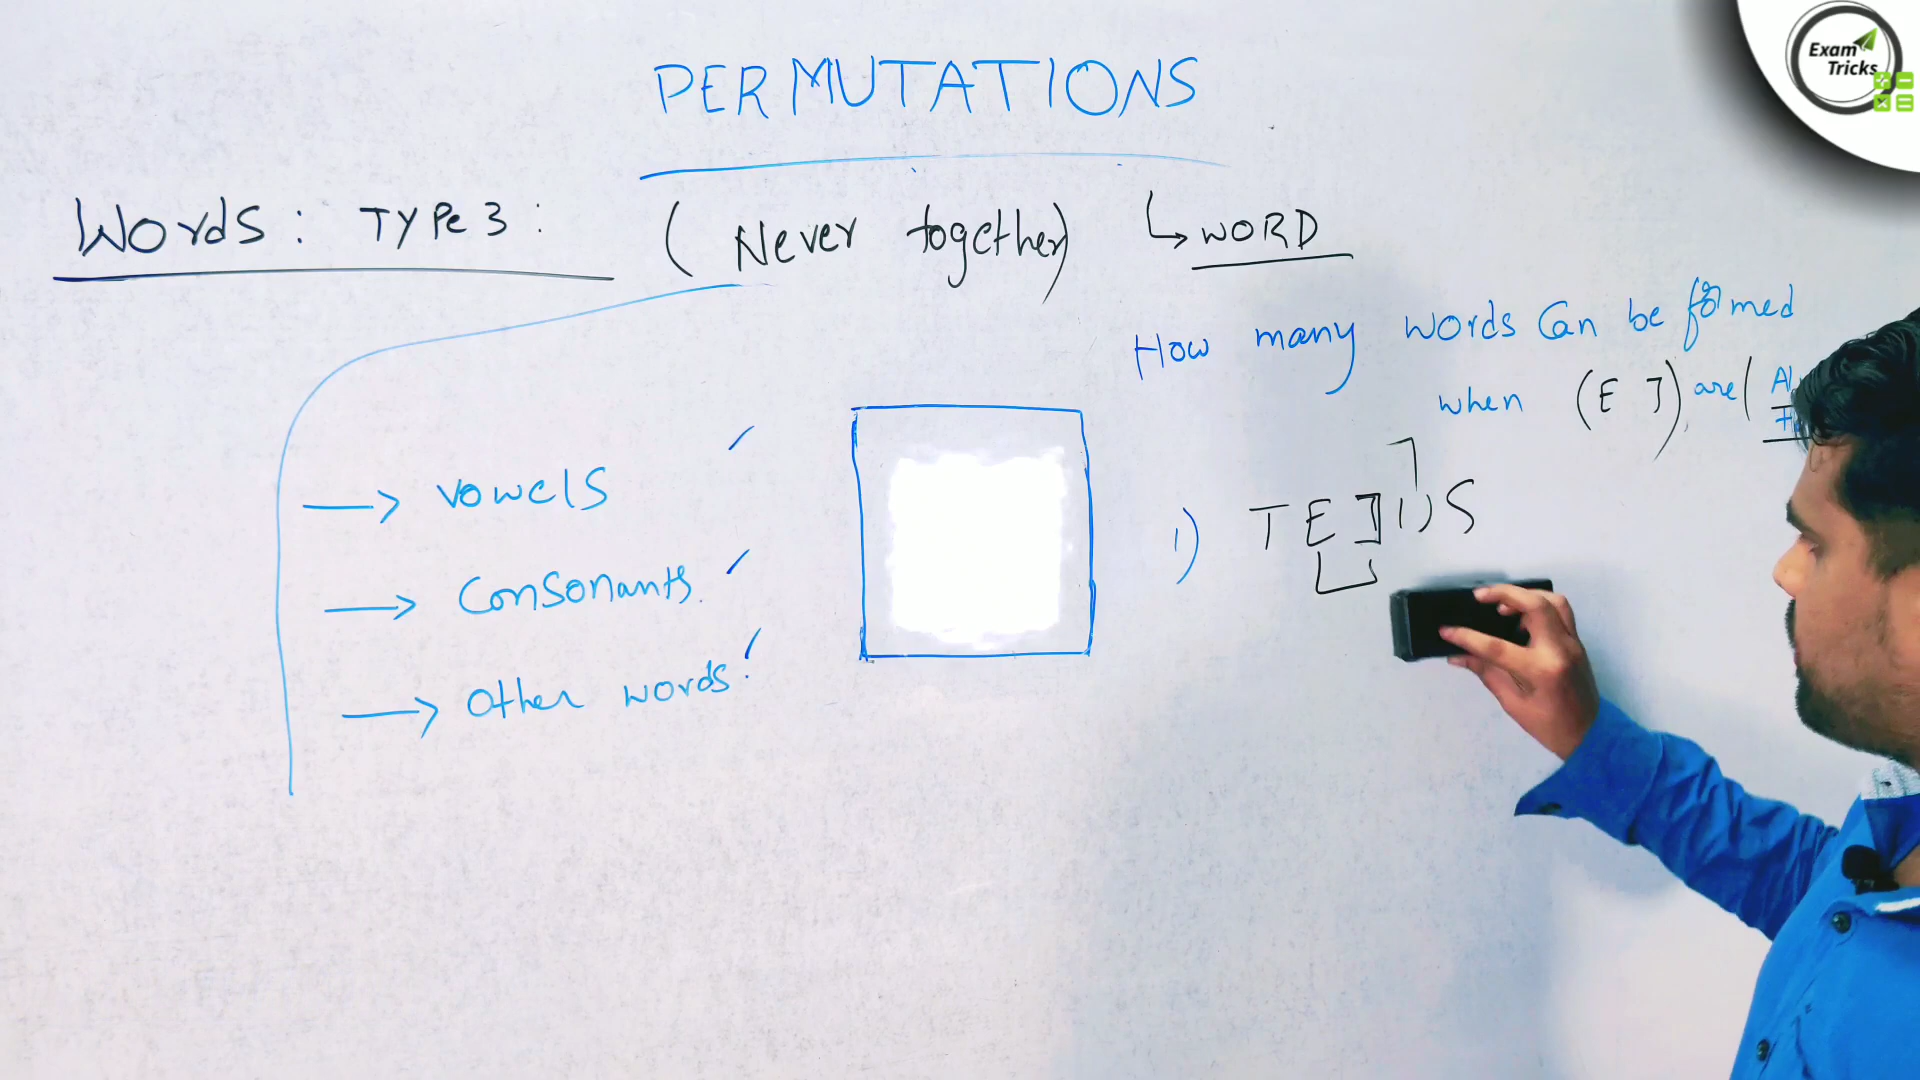 Exam
Tricks
PERMUTATIONS
Words: TYPe 3: (Never together) ↳ WORD
How many words Can be formed
when (E J) are (
→ vowels
→ Consonants
→ Other words
1) TEJUS